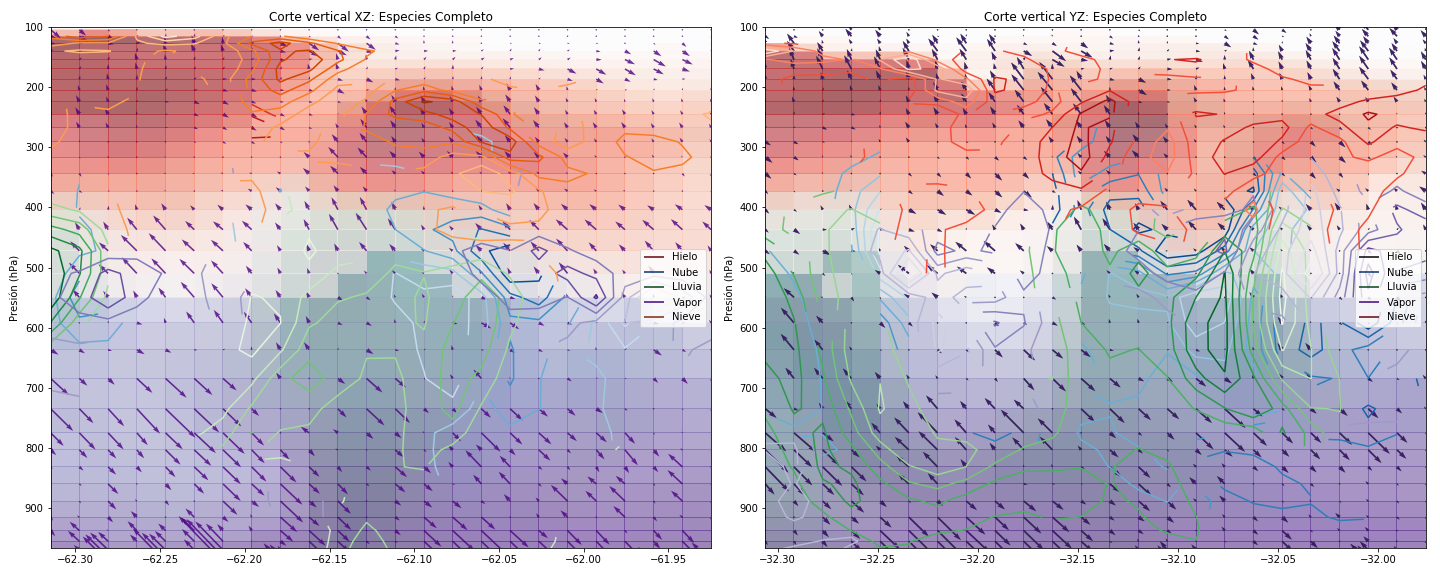 Corte vertical XZ: Especies Completo
Presión (hPa)
100
200
300
400
500
600
700
800
900
−62.30
−62.25
−62.20
−62.15
−62.10
−62.05
−62.00
−61.95
Hielo
Nube
Lluvia
Vapor
Nieve
Corte vertical YZ: Especies Completo
Presión (hPa)
100
200
300
400
500
600
700
800
900
−32.30
−32.25
−32.20
−32.15
−32.10
−32.05
−32.00
Hielo
Nube
Lluvia
Vapor
Nieve